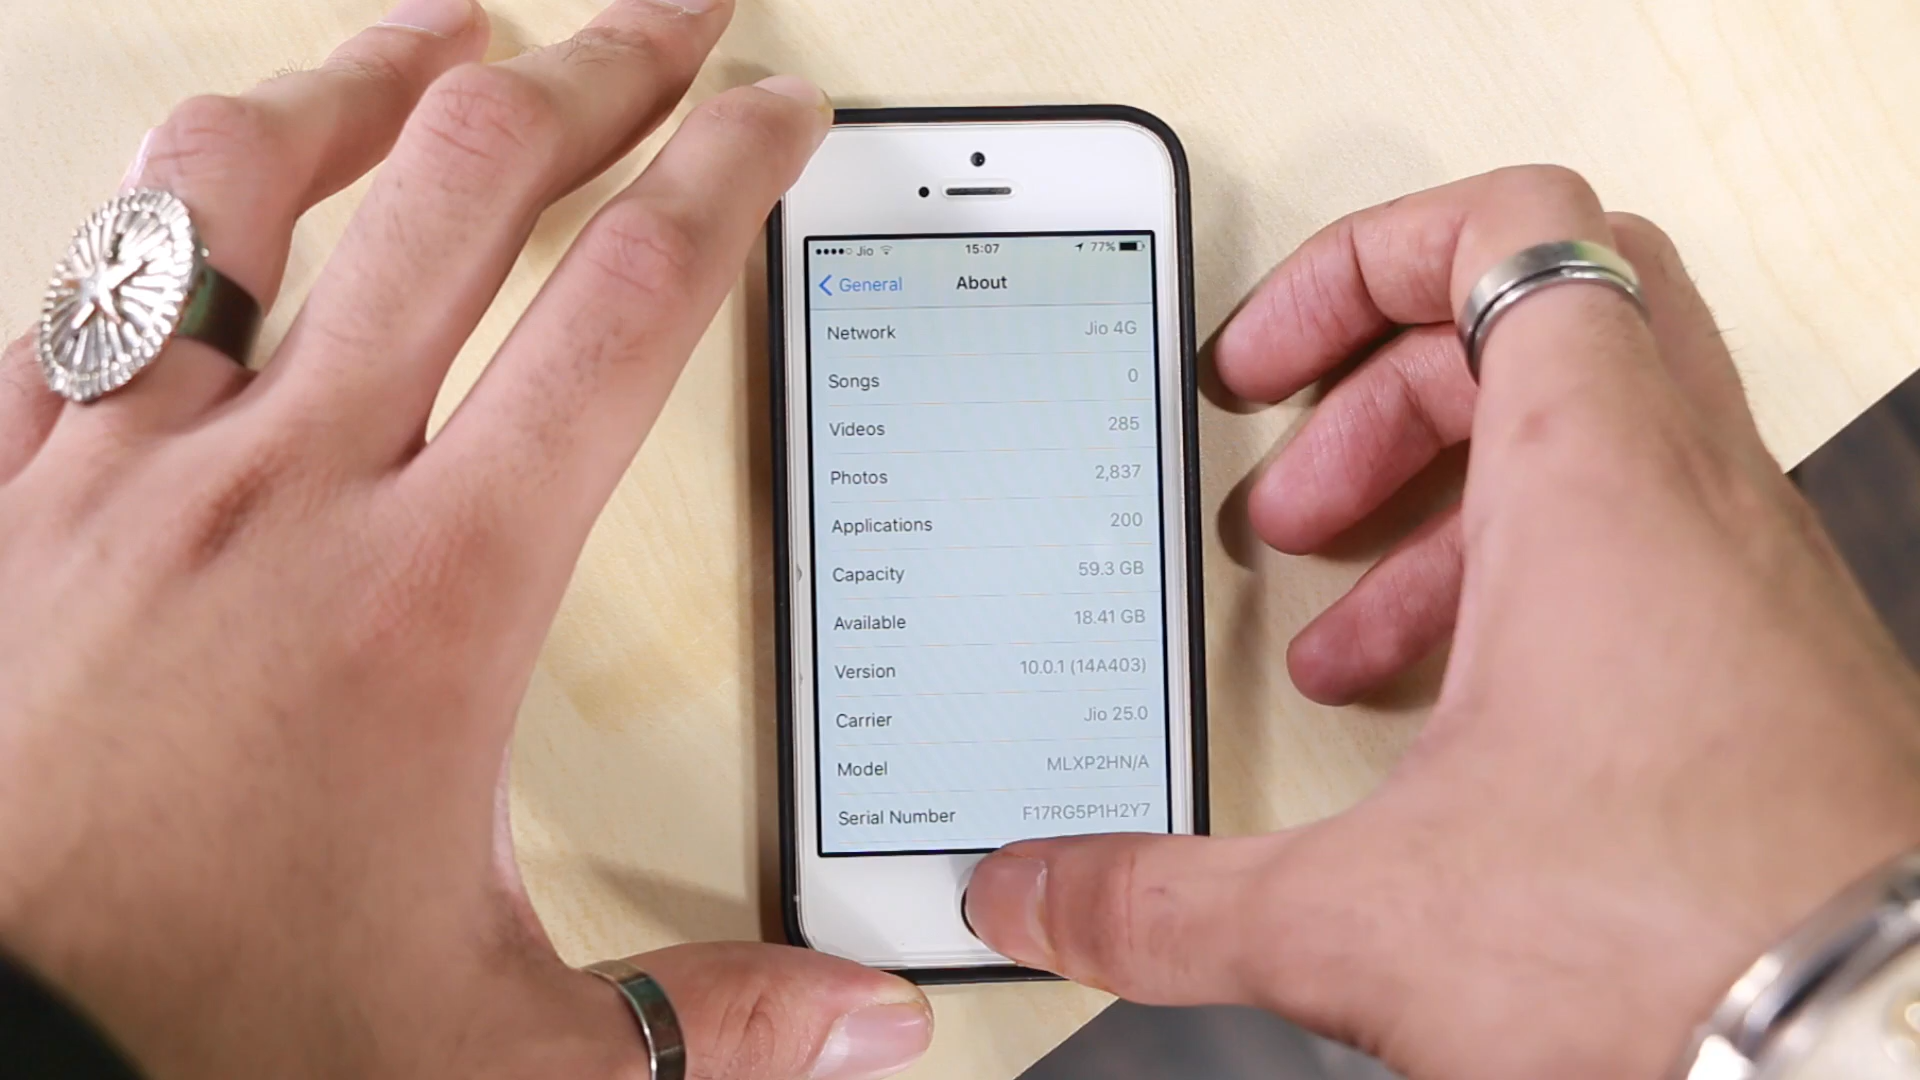 Jio 15:07 77%
General About
Network Jio 4G
Songs 0
Videos 285
Photos 2,837
Applications 200
Capacity 59.3 GB
Available 18.41 GB
Version 10.0.1 (14A403)
Carrier Jio 25.0
Model MLXP2HN/A
Serial Number F17RG5P1H2Y7